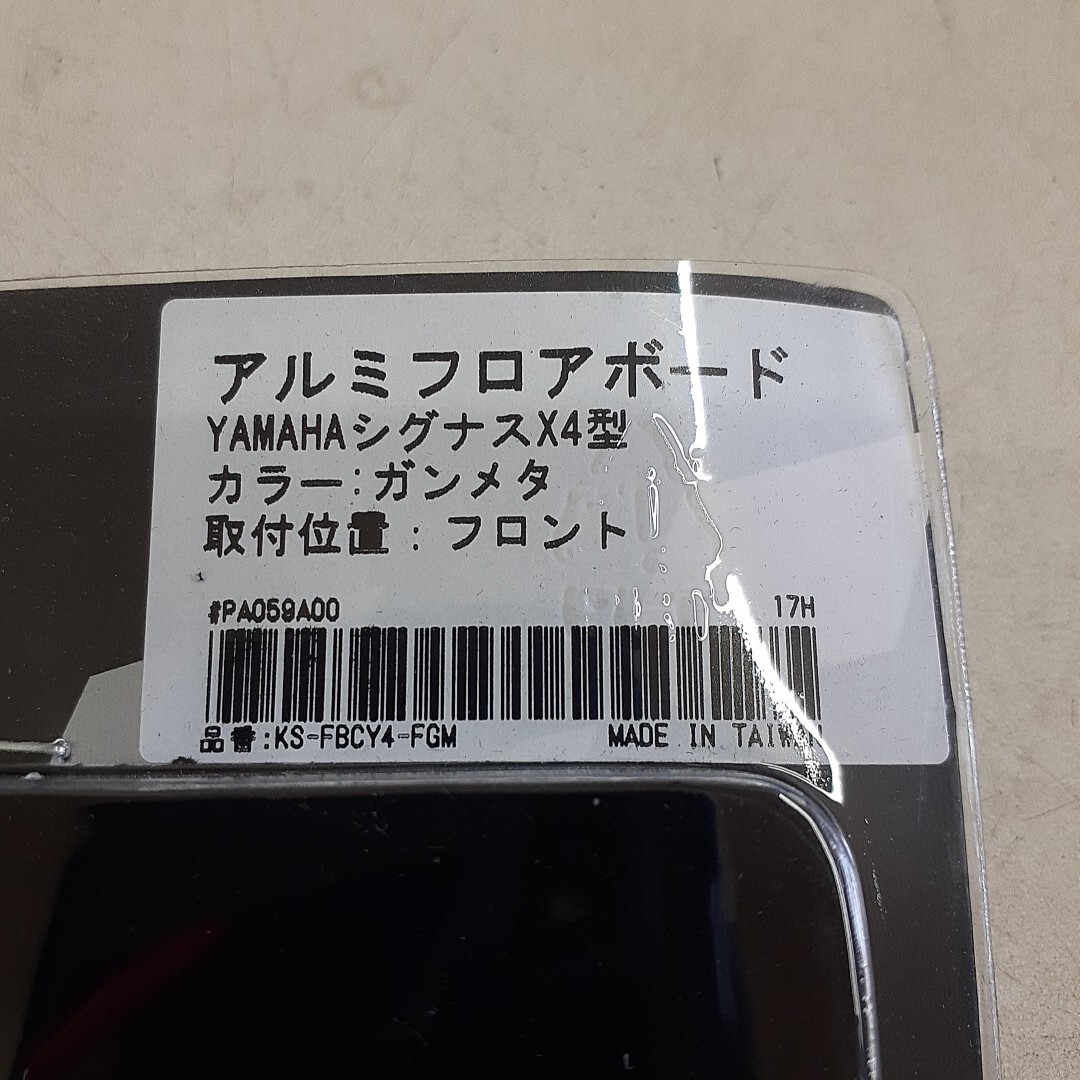 アルミフロアボード
YAMAHAシグナスX4型
カラー:ガンメタ
取付位置:フロント
#PA059A00 17H
品番:KS-FBCY4-FGM MADE IN TAIWAN